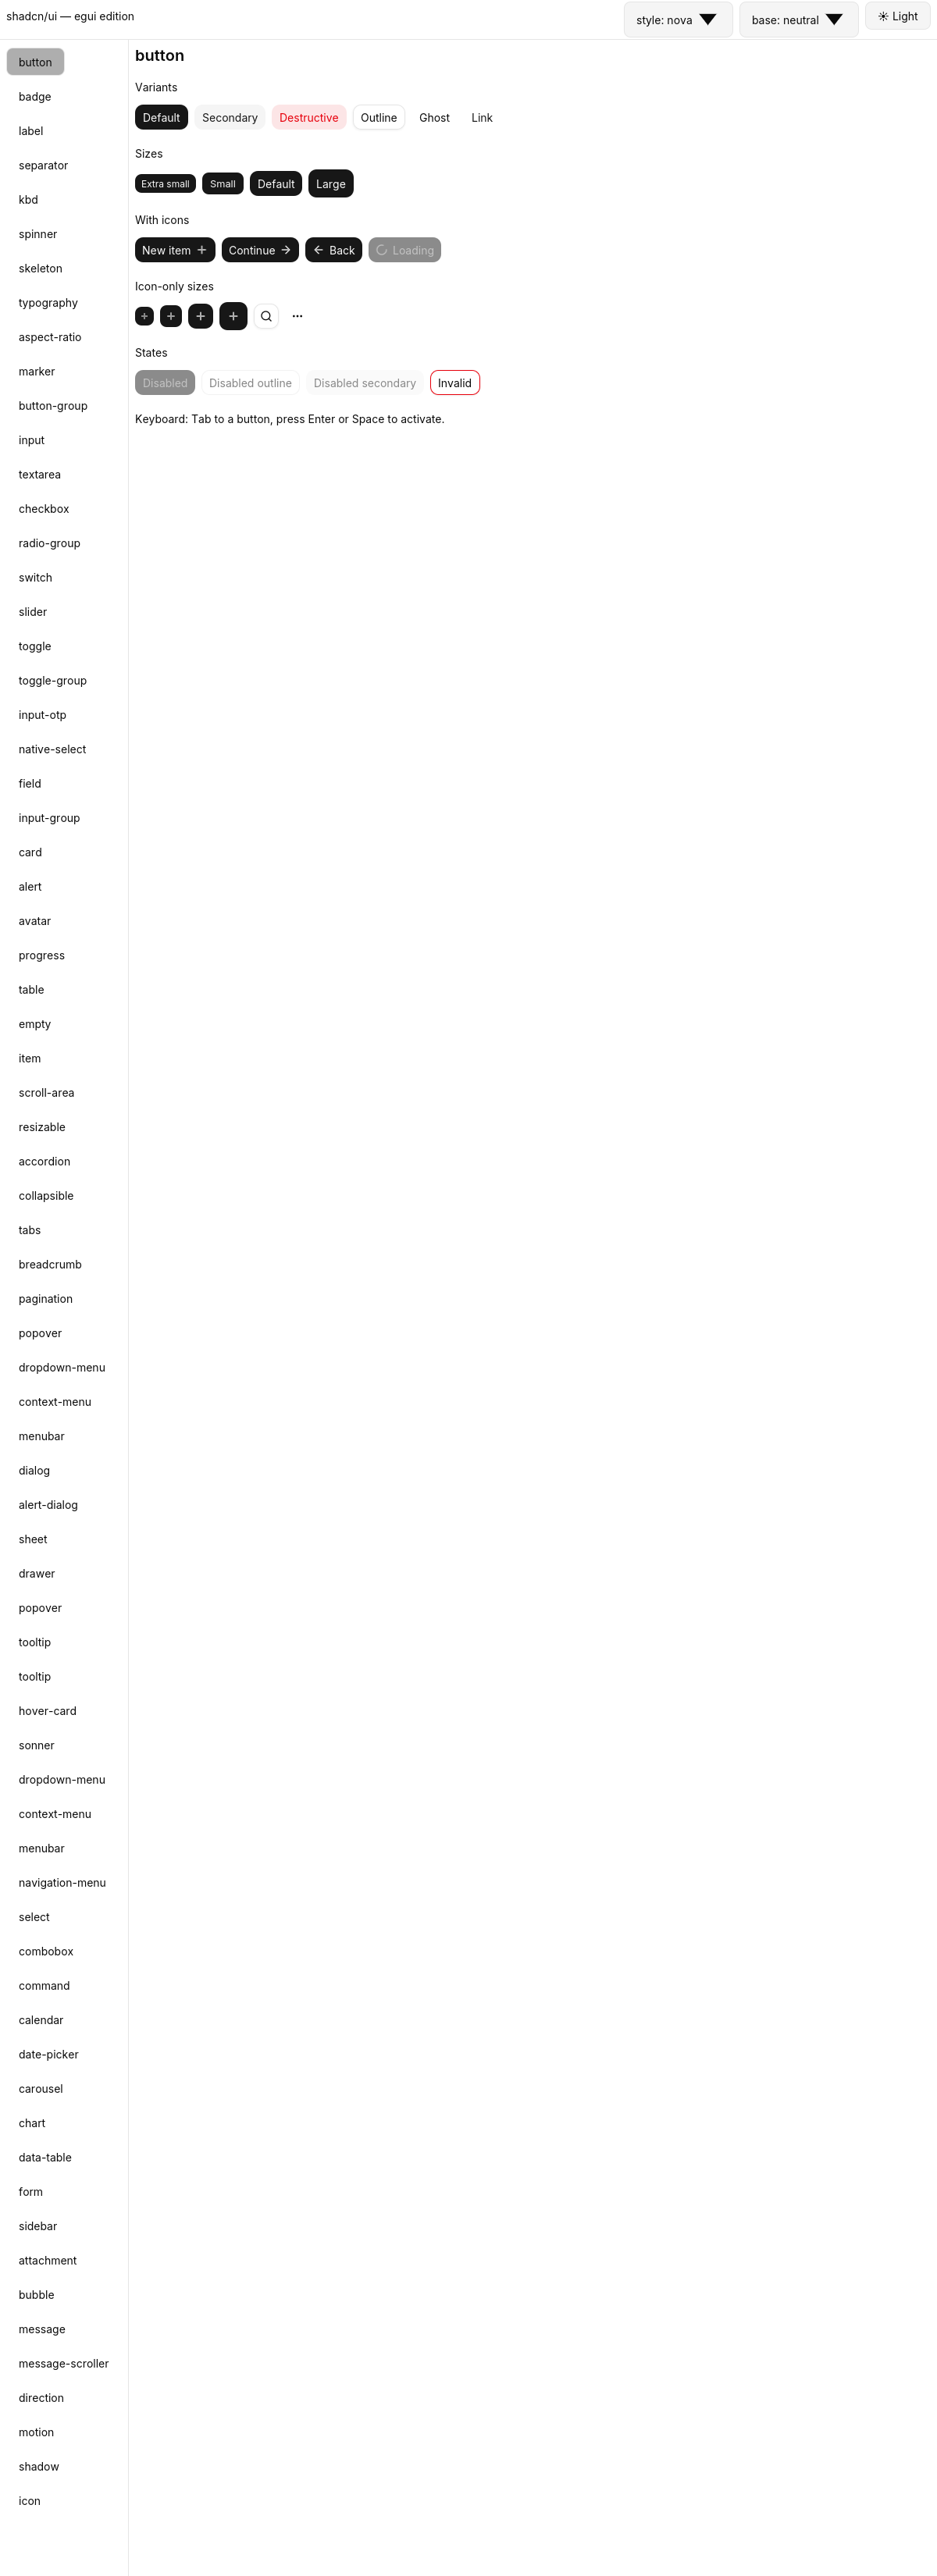 shadcn/ui — egui edition
style: nova
base: neutral
☀ Light
button
badge
label
separator
kbd
spinner
skeleton
typography
aspect-ratio
marker
button-group
input
textarea
checkbox
radio-group
switch
slider
toggle
toggle-group
input-otp
native-select
field
input-group
card
alert
avatar
progress
table
empty
item
scroll-area
resizable
accordion
collapsible
tabs
breadcrumb
pagination
popover
dropdown-menu
context-menu
menubar
dialog
alert-dialog
sheet
drawer
popover
tooltip
tooltip
hover-card
sonner
dropdown-menu
context-menu
menubar
navigation-menu
select
combobox
command
calendar
date-picker
carousel
chart
data-table
form
sidebar
attachment
bubble
message
message-scroller
direction
motion
shadow
icon
button
Variants
Default Secondary Destructive Outline Ghost Link
Sizes
Extra small Small Default Large
With icons
New item Continue Back Loading
Icon-only sizes
States
Disabled Disabled outline Disabled secondary Invalid
Keyboard: Tab to a button, press Enter or Space to activate.